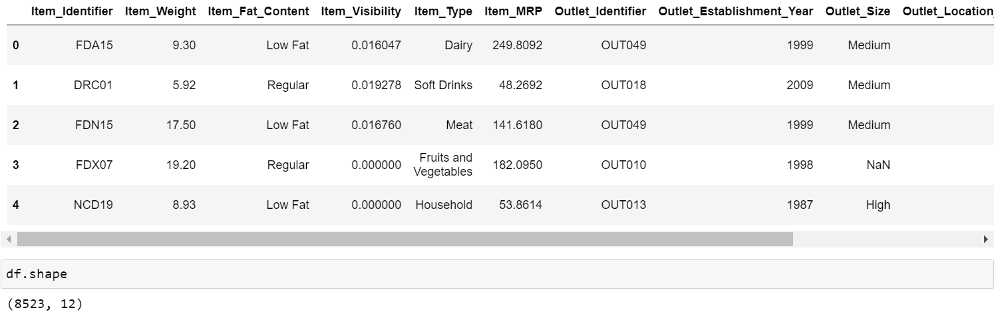 Item_Identifier Item_Weight Item_Fat_Content Item_Visibility Item_Type Item_MRP Outlet_Identifier Outlet_Establishment_Year Outlet_Size Outlet_Location_
0 FDA15 9.30 Low Fat 0.016047 Dairy 249.8092 OUT049 1999 Medium
1 DRC01 5.92 Regular 0.019278 Soft Drinks 48.2692 OUT018 2009 Medium
2 FDN15 17.50 Low Fat 0.016760 Meat 141.6180 OUT049 1999 Medium
3 FDX07 19.20 Regular 0.000000 Fruits and Vegetables 182.0950 OUT010 1998 NaN
4 NCD19 8.93 Low Fat 0.000000 Household 53.8614 OUT013 1987 High
df.shape
(8523, 12)